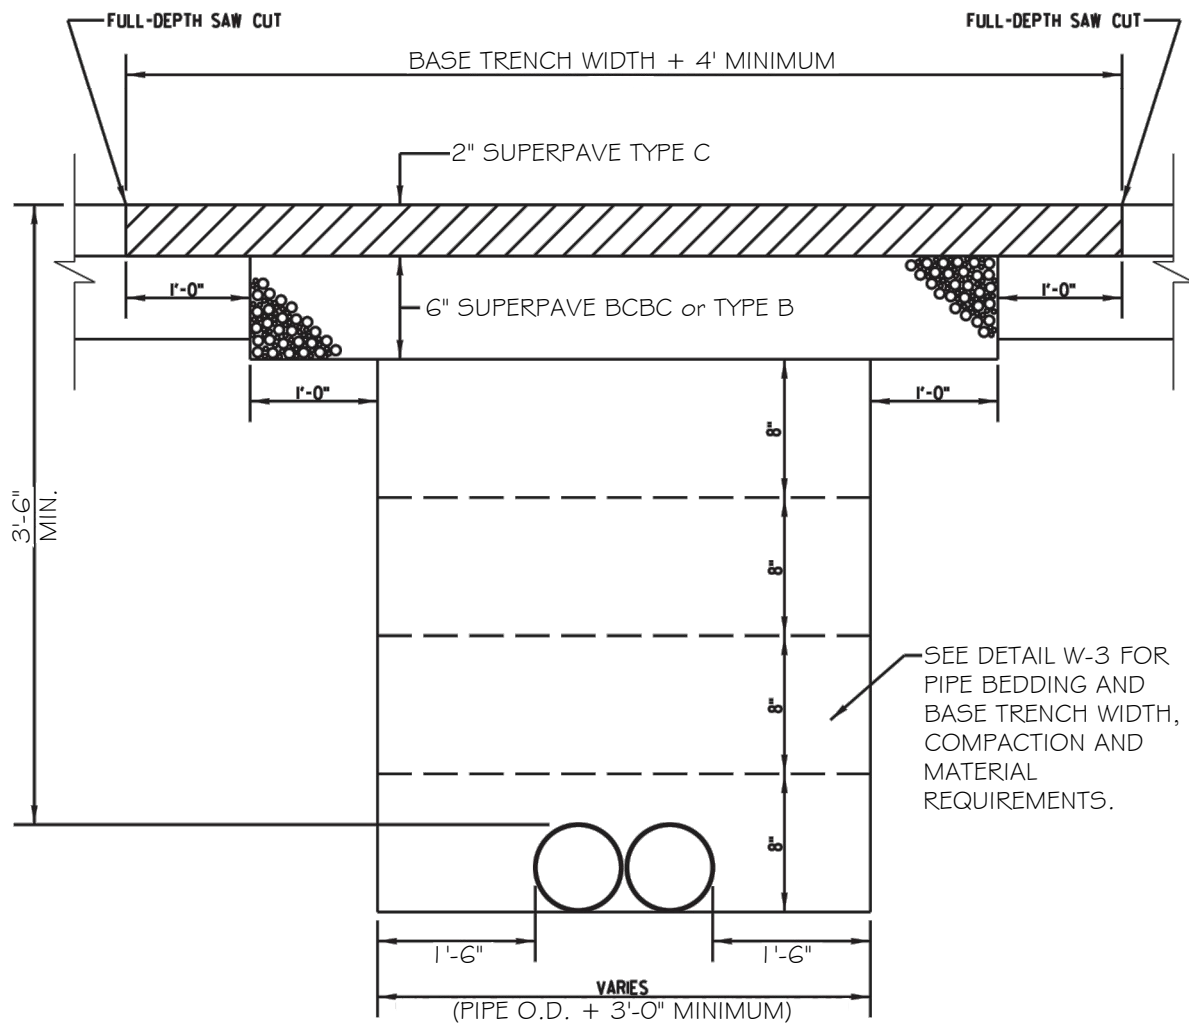 FULL-DEPTH SAW CUT
FULL-DEPTH SAW CUT
BASE TRENCH WIDTH + 4' MINIMUM
2" SUPERPAVE TYPE C
1'-0"
6" SUPERPAVE BCBC or TYPE B
1'-0"
1'-0"
1'-0"
8"
3'-6"
MIN.
8"
8"
SEE DETAIL W-3 FOR
PIPE BEDDING AND
BASE TRENCH WIDTH,
COMPACTION AND
MATERIAL
REQUIREMENTS.
8"
1'-6"
1'-6"
VARIES
(PIPE O.D. + 3'-0" MINIMUM)